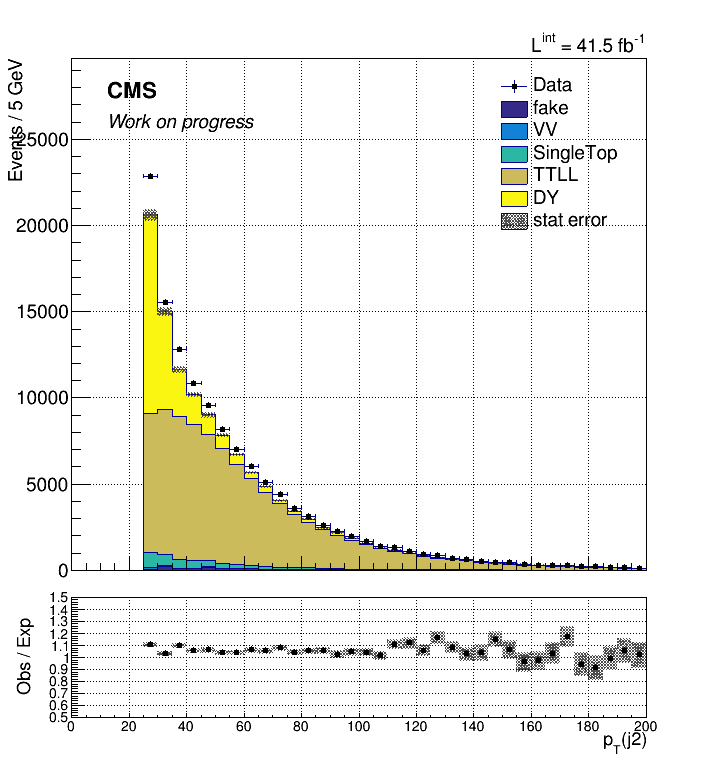 L^int = 41.5 fb^-1
Events / 5 GeV
CMS
Work on progress
Data
fake
VV
SingleTop
TTLL
DY
stat error
25000
20000
15000
10000
5000
0
Obs / Exp
1.5
1.4
1.3
1.2
1.1
1
0.9
0.8
0.7
0.6
0.5
0 20 40 60 80 100 120 140 160 180 200
p_T(j2)